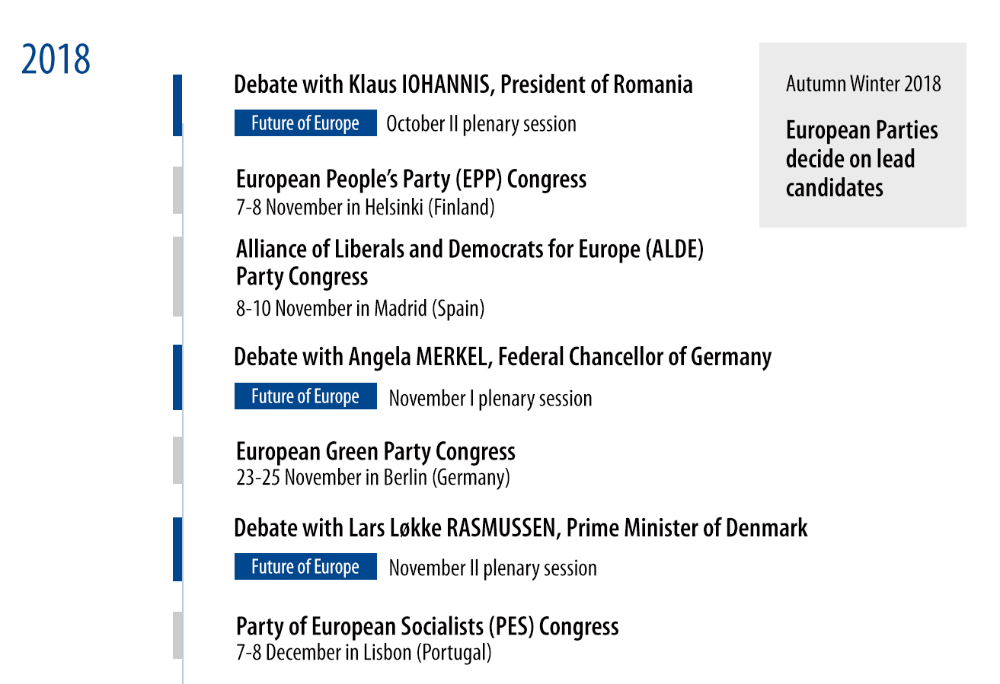 2018
Debate with Klaus IOHANNIS, President of Romania
Future of Europe October II plenary session
European People’s Party (EPP) Congress
7-8 November in Helsinki (Finland)
Alliance of Liberals and Democrats for Europe (ALDE)
Party Congress
8-10 November in Madrid (Spain)
Debate with Angela MERKEL, Federal Chancellor of Germany
Future of Europe November I plenary session
European Green Party Congress
23-25 November in Berlin (Germany)
Debate with Lars Løkke RASMUSSEN, Prime Minister of Denmark
Future of Europe November II plenary session
Party of European Socialists (PES) Congress
7-8 December in Lisbon (Portugal)
Autumn Winter 2018
European Parties
decide on lead
candidates